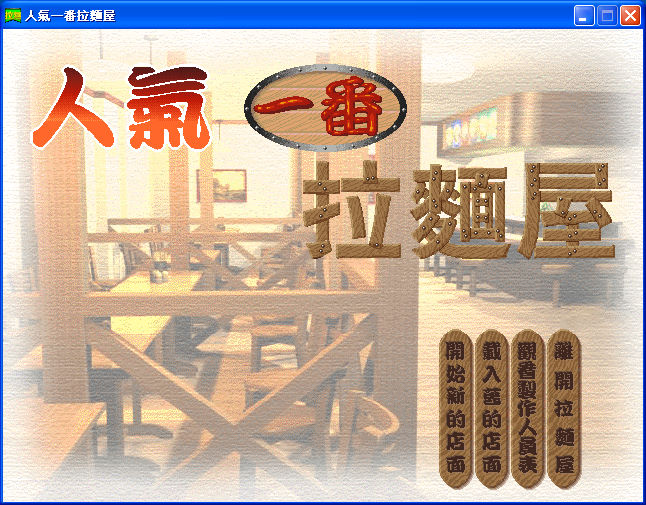 人氣一番拉麵屋
人氣
一番
拉麵屋
開始新的店面
載入舊的店面
觀看製作人員表
離開拉麵屋